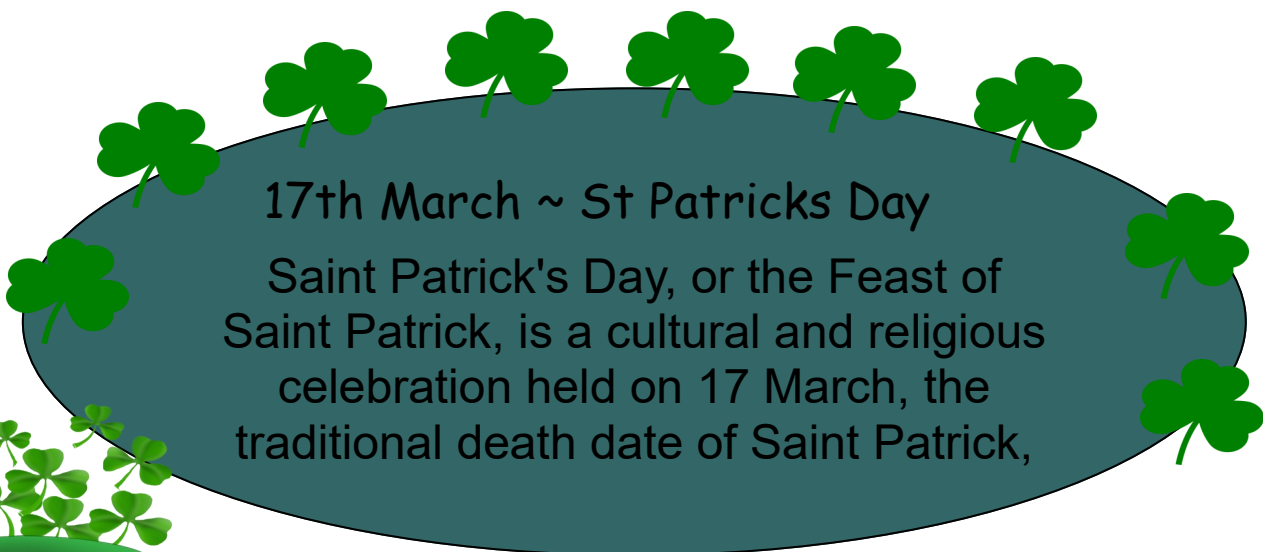 17th March ~ St Patricks Day
Saint Patrick's Day, or the Feast of
Saint Patrick, is a cultural and religious
celebration held on 17 March, the
traditional death date of Saint Patrick,